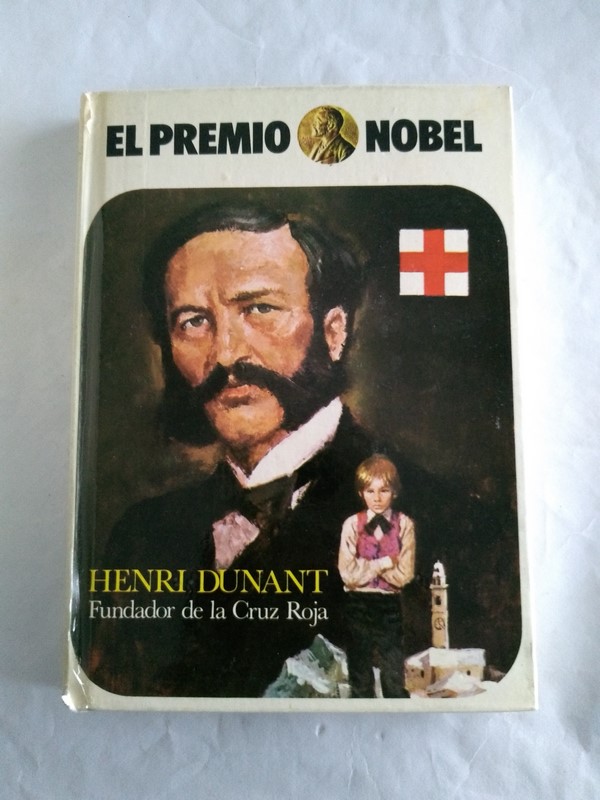 EL PREMIO NOBEL
HENRI DUNANT
Fundador de la Cruz Roja